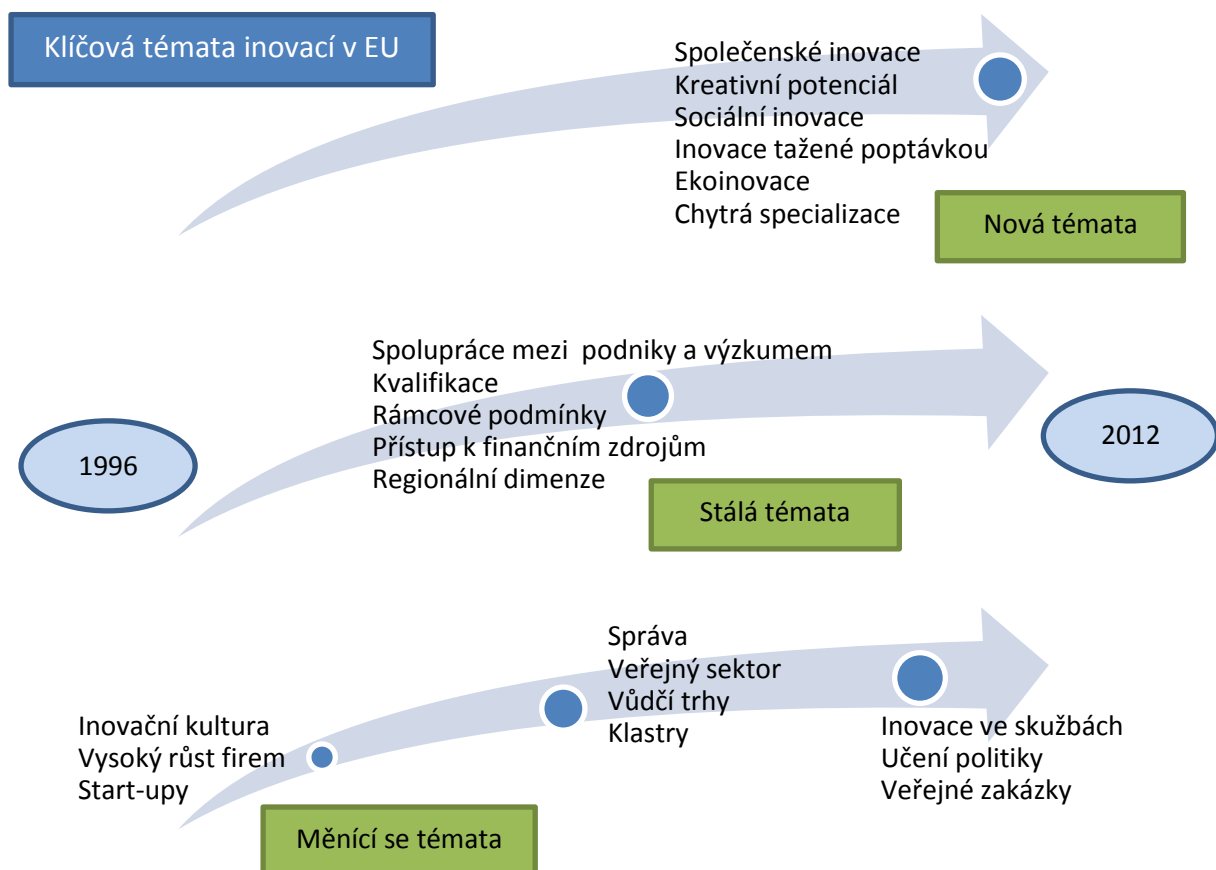 Klíčová témata inovací v EU
Společenské inovace
Kreativní potenciál
Sociální inovace
Inovace tažené poptávkou
Ekoinovace
Chytrá specializace
Nová témata
Spolupráce mezi  podniky a výzkumem
Kvalifikace
Rámcové podmínky
Přístup k finančním zdrojům
Regionální dimenze
1996
2012
Stálá témata
Správa
Veřejný sektor
Vůdčí trhy
Klastry
Inovační kultura
Vysoký růst firem
Start-upy
Inovace ve skužbách
Učení politiky
Veřejné zakázky
Měnící se témata